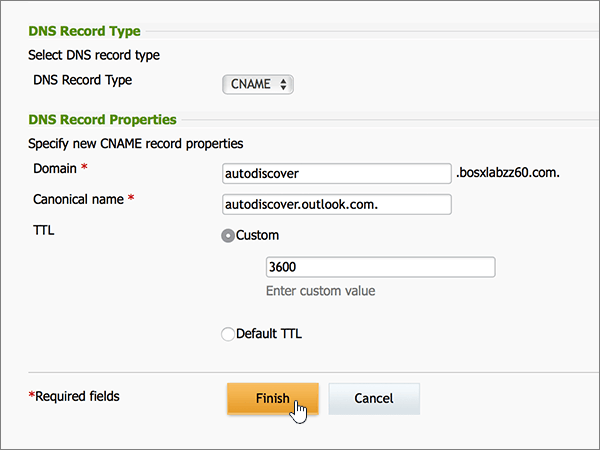 DNS Record Type
Select DNS record type
DNS Record Type CNAME
DNS Record Properties
Specify new CNAME record properties
Domain * autodiscover .bosxlabzz60.com.
Canonical name * autodiscover.outlook.com.
TTL Custom
3600
Enter custom value
Default TTL
*Required fields Finish Cancel